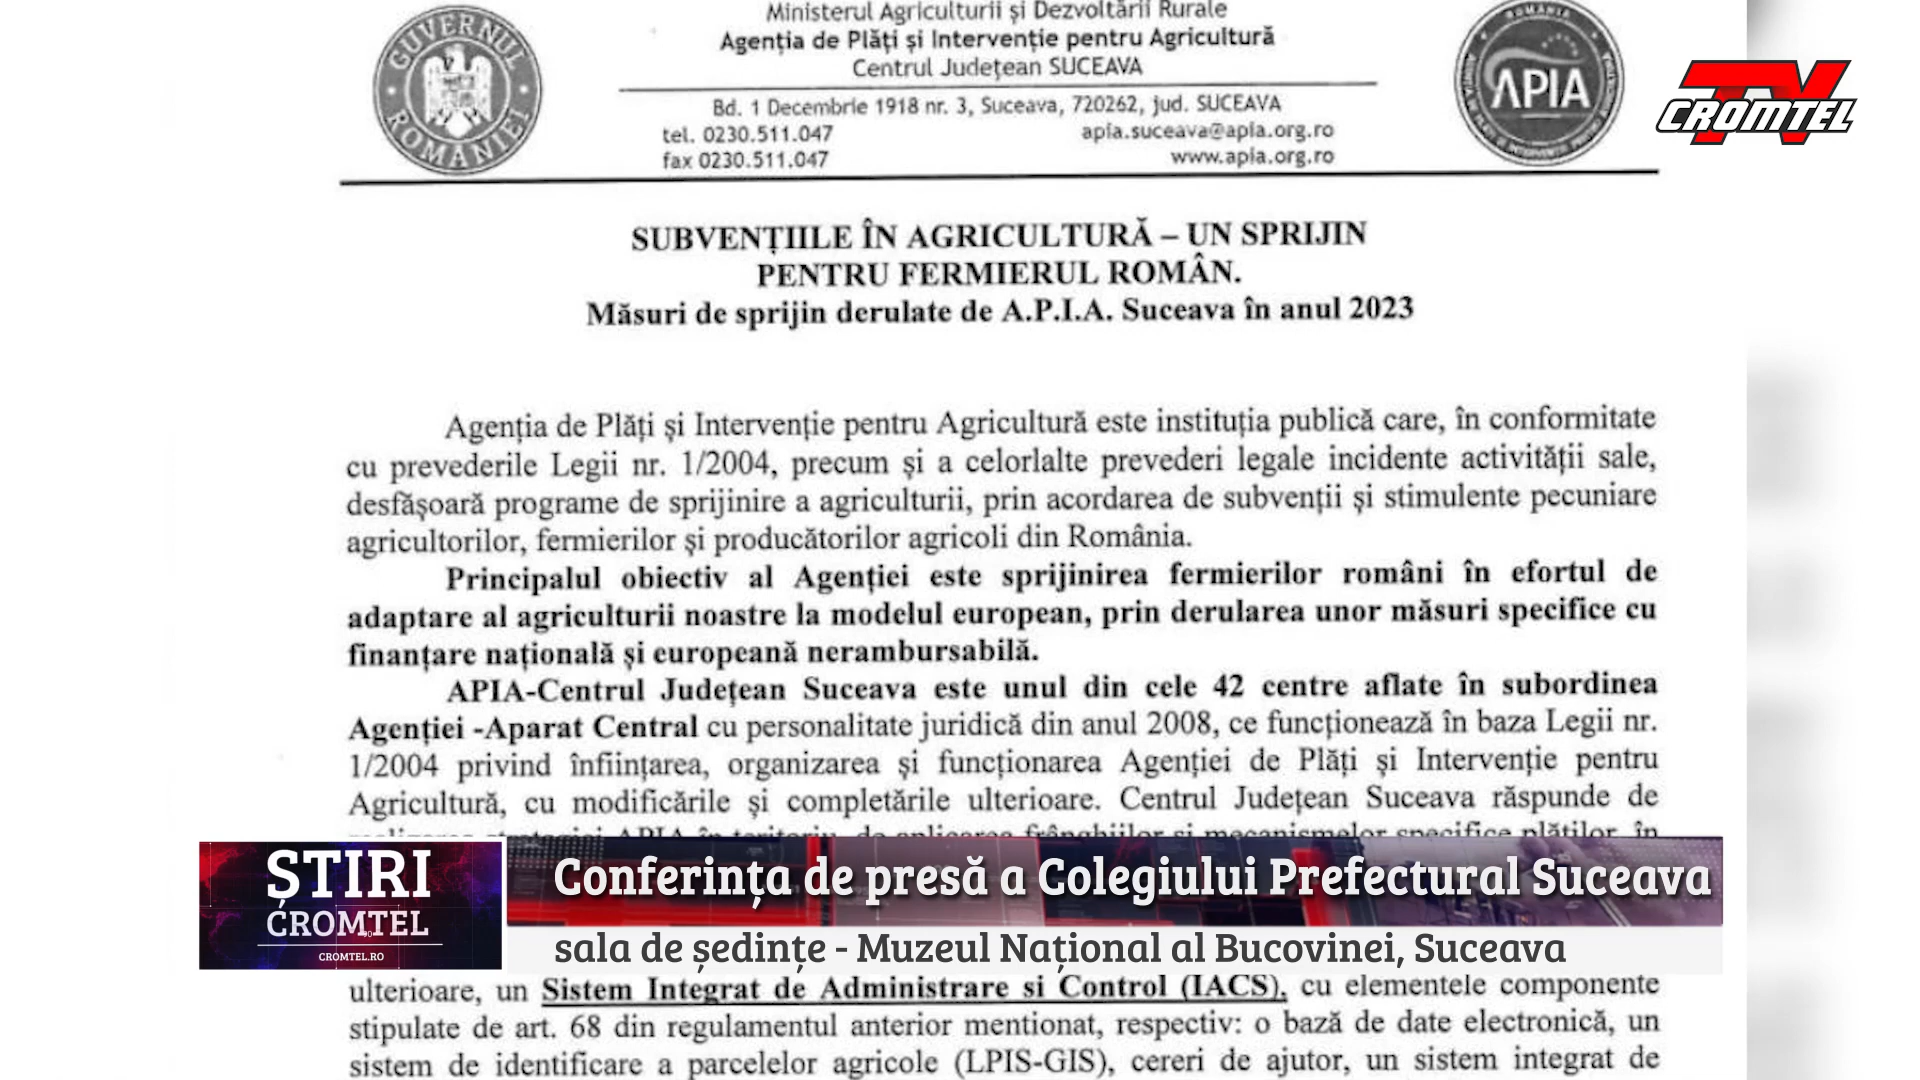 Ministerul Agriculturii și Dezvoltării Rurale
Agenția de Plăți și Intervenție pentru Agricultură
Centrul Județean SUCEAVA
GUVERNUL ROMÂNIEI
ROMANIA
APIA
TV
CROMTEL
Bd. 1 Decembrie 1918 nr. 3, Suceava, 720262, jud. SUCEAVA
tel. 0230.511.047 apia.suceava@apia.org.ro
fax 0230.511.047 www.apia.org.ro
SUBVENȚIILE ÎN AGRICULTURĂ – UN SPRIJIN
PENTRU FERMIERUL ROMÂN.
Măsuri de sprijin derulate de A.P.I.A. Suceava în anul 2023
Agenția de Plăți și Intervenție pentru Agricultură este instituția publică care, în conformitate
cu prevederile Legii nr. 1/2004, precum și a celorlalte prevederi legale incidente activității sale,
desfășoară programe de sprijinire a agriculturii, prin acordarea de subvenții și stimulente pecuniare
agricultorilor, fermierilor și producătorilor agricoli din România.
Principalul obiectiv al Agenției este sprijinirea fermierilor români în efortul de
adaptare al agriculturii noastre la modelul european, prin derularea unor măsuri specifice cu
finanțare națională și europeană nerambursabilă.
APIA-Centrul Județean Suceava este unul din cele 42 centre aflate în subordinea
Agenției -Aparat Central cu personalitate juridică din anul 2008, ce funcționează în baza Legii nr.
1/2004 privind înființarea, organizarea și funcționarea Agenției de Plăți și Intervenție pentru
Agricultură, cu modificările și completările ulterioare. Centrul Județean Suceava răspunde de
ȘTIRI
CROMTEL
CROMTEL.RO
Conferința de presă a Colegiului Prefectural Suceava
sala de ședințe - Muzeul Național al Bucovinei, Suceava
ulterioare, un Sistem Integrat de Administrare si Control (IACS), cu elementele componente
stipulate de art. 68 din regulamentul anterior mentionat, respectiv: o bază de date electronică, un
sistem de identificare a parcelelor agricole (LPIS-GIS), cereri de ajutor, un sistem integrat de